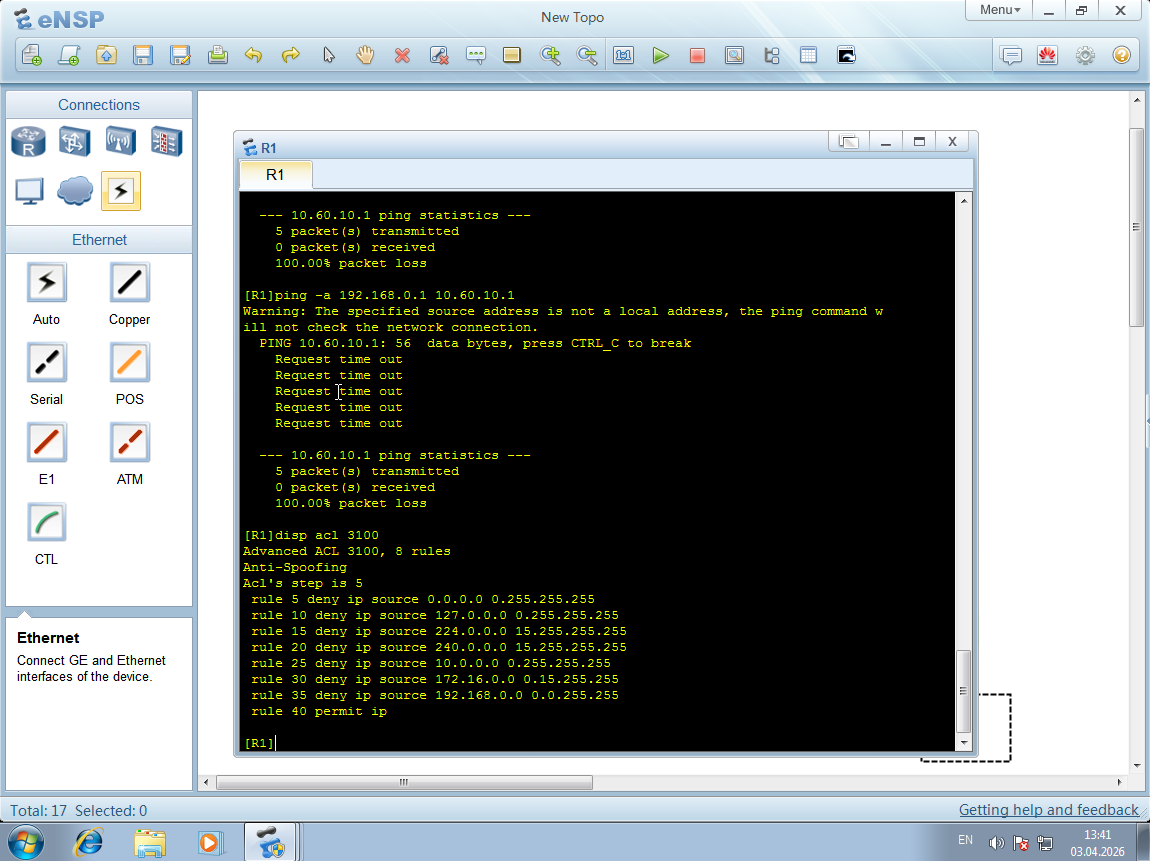 eNSP
New Topo
Menu
Connections
R
Ethernet
Auto
Copper
Serial
POS
E1
ATM
CTL
Ethernet
Connect GE and Ethernet
interfaces of the device.
R1
R1
--- 10.60.10.1 ping statistics ---
5 packet(s) transmitted
0 packet(s) received
100.00% packet loss
[R1]ping -a 192.168.0.1 10.60.10.1
Warning: The specified source address is not a local address, the ping command w
ill not check the network connection.
PING 10.60.10.1: 56  data bytes, press CTRL_C to break
Request time out
Request time out
Request time out
Request time out
Request time out
--- 10.60.10.1 ping statistics ---
5 packet(s) transmitted
0 packet(s) received
100.00% packet loss
[R1]disp acl 3100
Advanced ACL 3100, 8 rules
Anti-Spoofing
Acl's step is 5
rule 5 deny ip source 0.0.0.0 0.255.255.255
rule 10 deny ip source 127.0.0.0 0.255.255.255
rule 15 deny ip source 224.0.0.0 15.255.255.255
rule 20 deny ip source 240.0.0.0 15.255.255.255
rule 25 deny ip source 10.0.0.0 0.255.255.255
rule 30 deny ip source 172.16.0.0 0.15.255.255
rule 35 deny ip source 192.168.0.0 0.0.255.255
rule 40 permit ip
[R1]
Total: 17 Selected: 0
Getting help and feedback
EN
13:41
03.04.2026